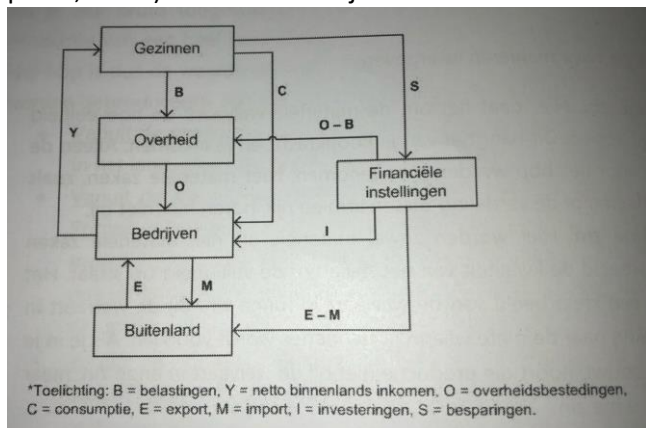 Gezinnen
B
C
S
Y
Overheid
O – B
Financiële
instellingen
O
Bedrijven
I
E
M
Buitenland
E – M
*Toelichting: B = belastingen, Y = netto binnenlands inkomen, O = overheidsbestedingen,
C = consumptie, E = export, M = import, I = investeringen, S = besparingen.